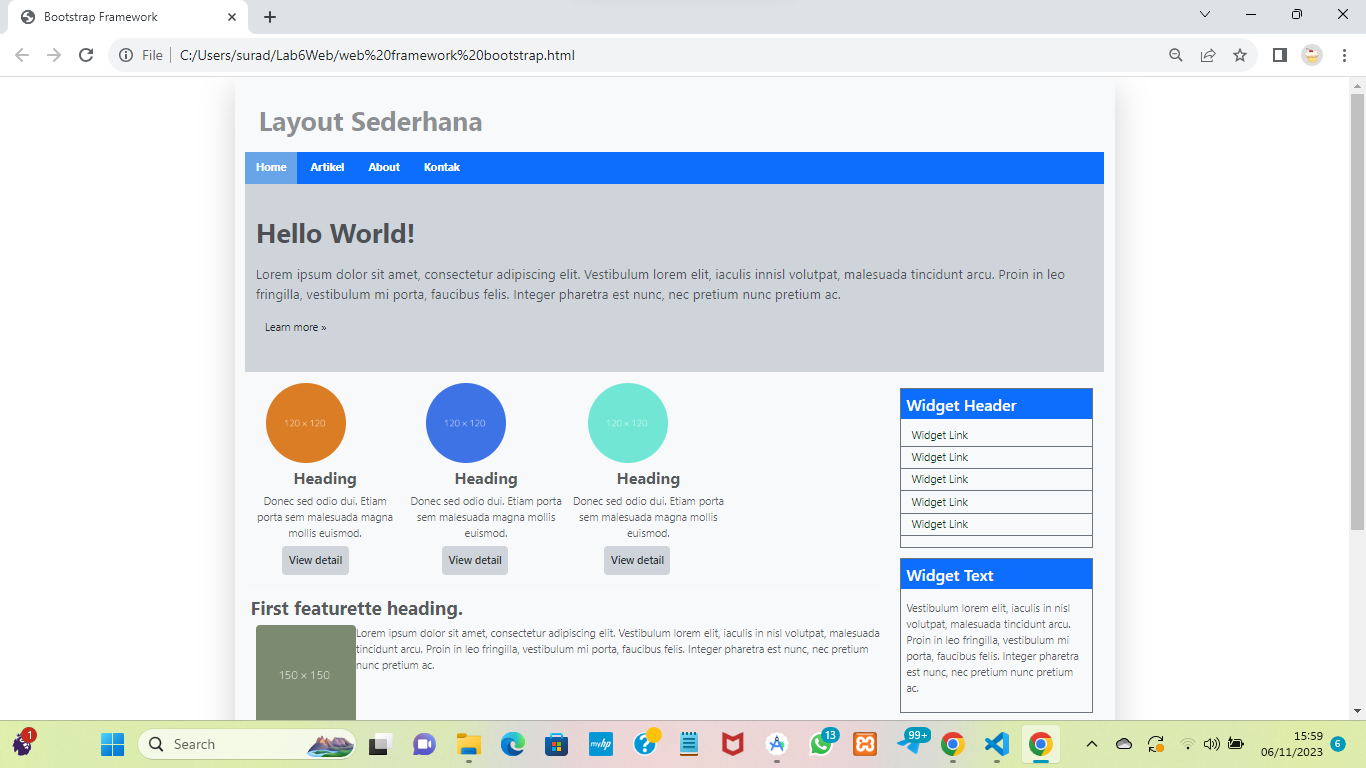 Bootstrap Framework
File
C:/Users/surad/Lab6Web/web%20framework%20bootstrap.html
Layout Sederhana
Home Artikel About Kontak
Hello World!
Lorem ipsum dolor sit amet, consectetur adipiscing elit. Vestibulum lorem elit, iaculis innisl volutpat, malesuada tincidunt arcu. Proin in leo
fringilla, vestibulum mi porta, faucibus felis. Integer pharetra est nunc, nec pretium nunc pretium ac.
Learn more »
120 × 120
Heading
Donec sed odio dui. Etiam
porta sem malesuada magna
mollis euismod.
View detail
120 × 120
Heading
Donec sed odio dui. Etiam porta
sem malesuada magna mollis
euismod.
View detail
120 × 120
Heading
Donec sed odio dui. Etiam porta
sem malesuada magna mollis
euismod.
View detail
First featurette heading.
150 × 150
Lorem ipsum dolor sit amet, consectetur adipiscing elit. Vestibulum lorem elit, iaculis in nisl volutpat, malesuada
tincidunt arcu. Proin in leo fringilla, vestibulum mi porta, faucibus felis. Integer pharetra est nunc, nec pretium
nunc pretium ac.
Widget Header
Widget Link
Widget Link
Widget Link
Widget Link
Widget Link
Widget Text
Vestibulum lorem elit, iaculis in nisl
volutpat, malesuada tincidunt arcu.
Proin in leo fringilla, vestibulum mi
porta, faucibus felis. Integer pharetra
est nunc, nec pretium nunc pretium
ac.
1
Search
myhp
13
99+
15:59
06/11/2023
6